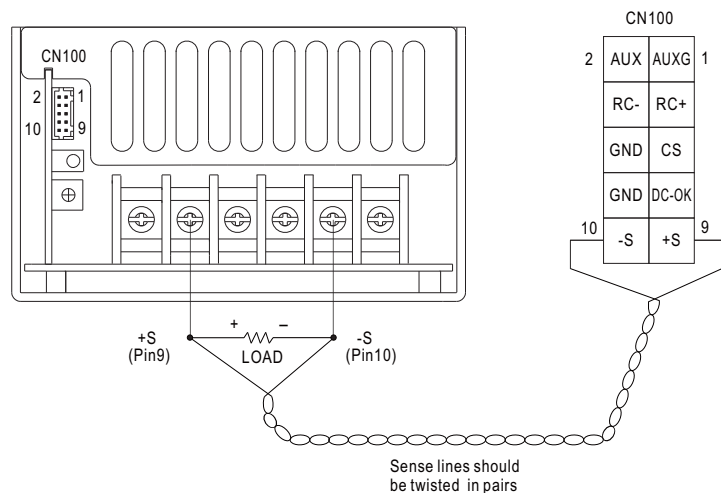 CN100
2 1
10 9
+S
(Pin9)
+ –
LOAD
-S
(Pin10)
CN100
2 AUX AUXG 1
RC- RC+
GND CS
GND DC-OK
10 -S +S 9
Sense lines should
be twisted in pairs